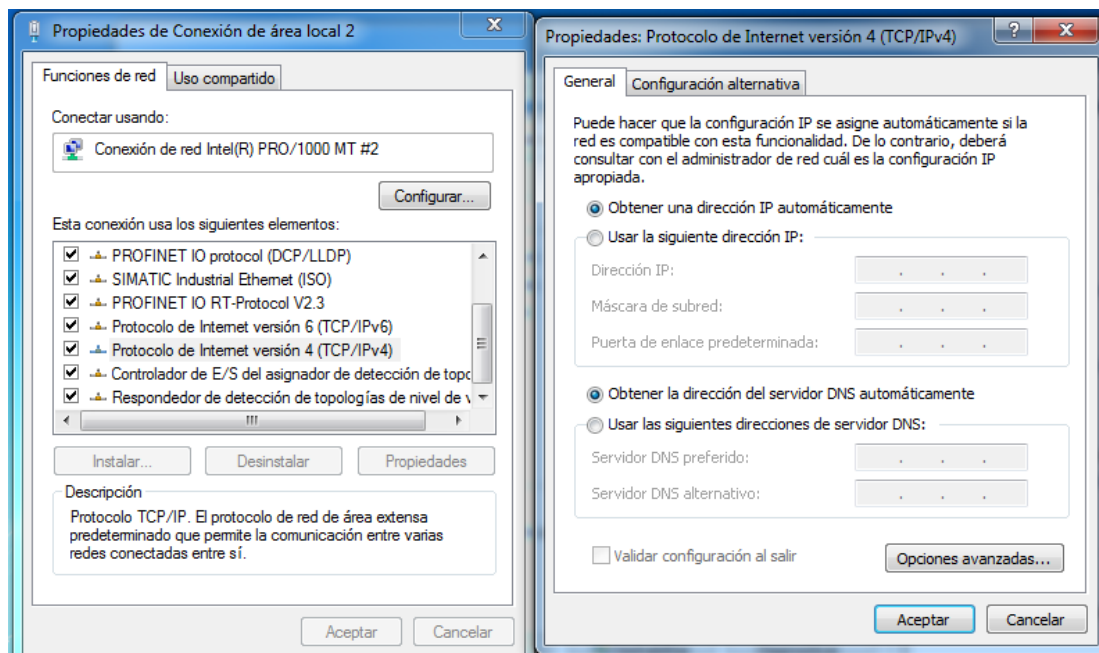 Propiedades de Conexión de área local 2
Funciones de red
Uso compartido
Conectar usando:
Conexión de red Intel(R) PRO/1000 MT #2
Configurar...
Esta conexión usa los siguientes elementos:
PROFINET IO protocol (DCP/LLDP)
SIMATIC Industrial Ethernet (ISO)
PROFINET IO RT-Protocol V2.3
Protocolo de Internet versión 6 (TCP/IPv6)
Protocolo de Internet versión 4 (TCP/IPv4)
Controlador de E/S del asignador de detección de topo
Respondedor de detección de topologías de nivel de v
Instalar...
Desinstalar
Propiedades
Descripción
Protocolo TCP/IP. El protocolo de red de área extensa
predeterminado que permite la comunicación entre varias
redes conectadas entre sí.
Aceptar
Cancelar
Propiedades: Protocolo de Internet versión 4 (TCP/IPv4)
General
Configuración alternativa
Puede hacer que la configuración IP se asigne automáticamente si la
red es compatible con esta funcionalidad. De lo contrario, deberá
consultar con el administrador de red cuál es la configuración IP
apropiada.
Obtener una dirección IP automáticamente
Usar la siguiente dirección IP:
Dirección IP:
Máscara de subred:
Puerta de enlace predeterminada:
Obtener la dirección del servidor DNS automáticamente
Usar las siguientes direcciones de servidor DNS:
Servidor DNS preferido:
Servidor DNS alternativo:
Validar configuración al salir
Opciones avanzadas...
Aceptar
Cancelar